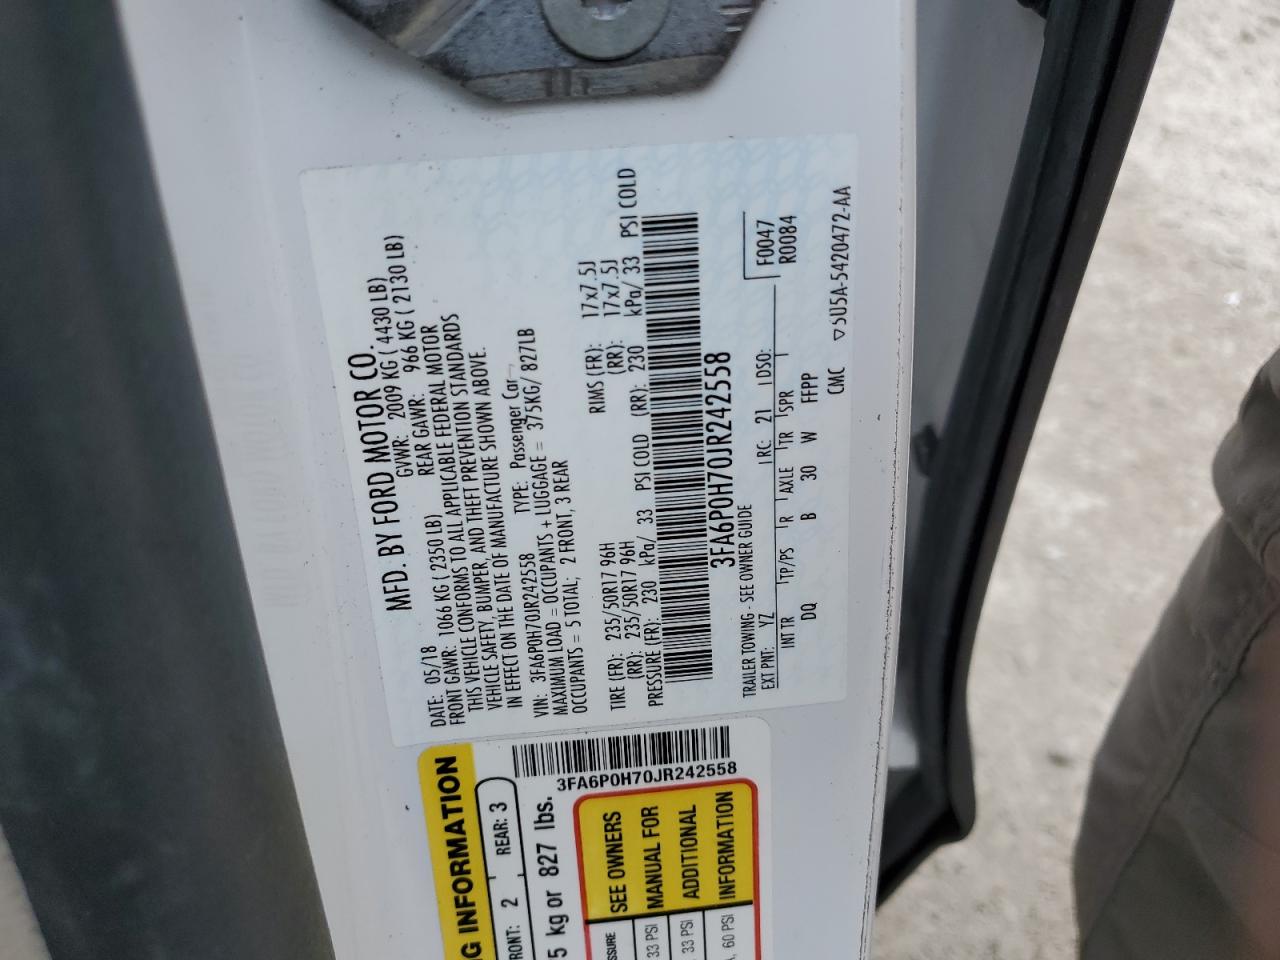 MFD. BY FORD MOTOR CO.
DATE: 05/18 GVWR: 2009 KG ( 4430 LB)
FRONT GAWR: 1066 KG ( 2350 LB) REAR GAWR: 966 KG ( 2130 LB)
THIS VEHICLE CONFORMS TO ALL APPLICABLE FEDERAL MOTOR
VEHICLE SAFETY, BUMPER, AND THEFT PREVENTION STANDARDS
IN EFFECT ON THE DATE OF MANUFACTURE SHOWN ABOVE.
VIN: 3FA6P0H70JR242558 TYPE: Passenger Car
MAXIMUM LOAD = OCCUPANTS + LUGGAGE = 375KG/ 827LB
OCCUPANTS = 5 TOTAL; 2 FRONT, 3 REAR
TIRE (FR): 235/50R17 96H RIMS (FR): 17x7.5J
(RR): 235/50R17 96H (RR): 17x7.5J
PRESSURE (FR): 230 kPa/ 33 PSI COLD (RR): 230 kPa/ 33 PSI COLD
3FA6P0H70JR242558
TRAILER TOWING - SEE OWNER GUIDE
EXT PNT: YZ RC: 21 DSO: F0047
INT TR TP/PS R AXLE TR SPR R0084
DQ B 30 W FFPP
CMC ▽5U5A-5420472-AA
G INFORMATION
RONT: 2 REAR: 3
3FA6P0H70JR242558
5 kg or 827 lbs.
SSURE SEE OWNERS
33 PSI MANUAL FOR
33 PSI ADDITIONAL
60 PSI INFORMATION